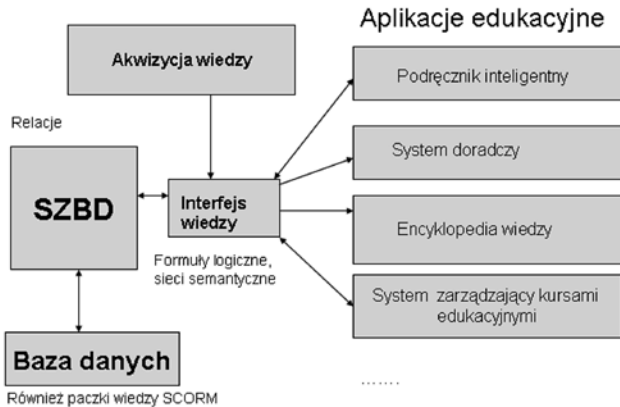 Aplikacje edukacyjne
Akwizycja wiedzy
Podręcznik inteligentny
Relacje
System doradczy
SZBD
Interfejs
wiedzy
Encyklopedia wiedzy
Formuły logiczne,
sieci semantyczne
System zarządzający kursami
edukacyjnymi
Baza danych
.......
Również paczki wiedzy SCORM